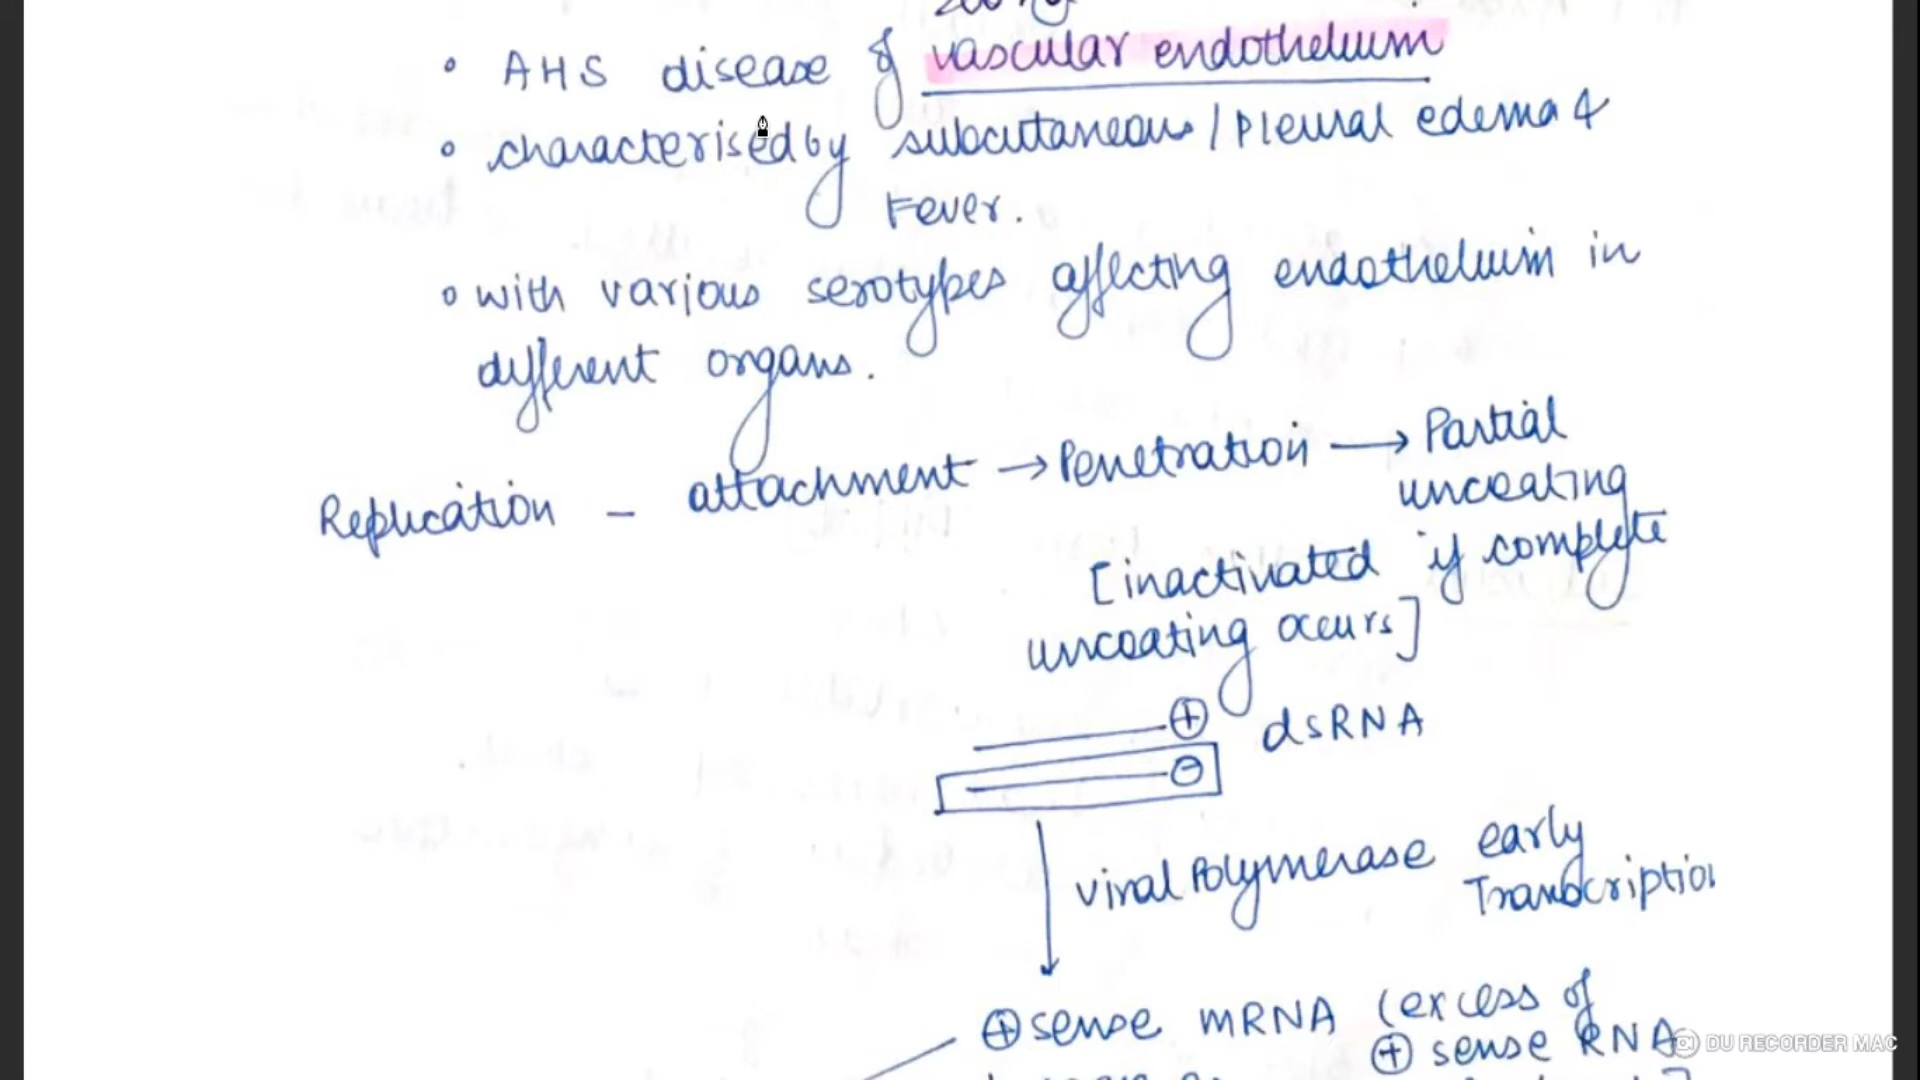 • AHS disease of vascular endothelium
• characterised by subcutaneous / Pleural edema &
Fever.
• with various serotypes affecting endothelium in
different organs.
Replication - attachment → Penetration → Partial
uncoating
[inactivated if complete
uncoating occurs]
⊕ dsRNA
⊖
viral Polymerase early
Transcription
⊕ sense mRNA (excess of
⊕ sense RNA
DU RECORDER MAC